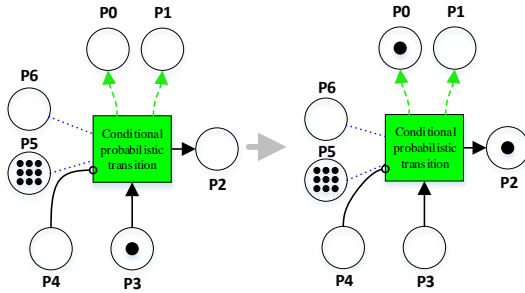 P0
P1
P6
P5
Conditional
probabilistic
transition
P2
P4
P3
P0
P1
P6
P5
Conditional
probabilistic
transition
P2
P4
P3